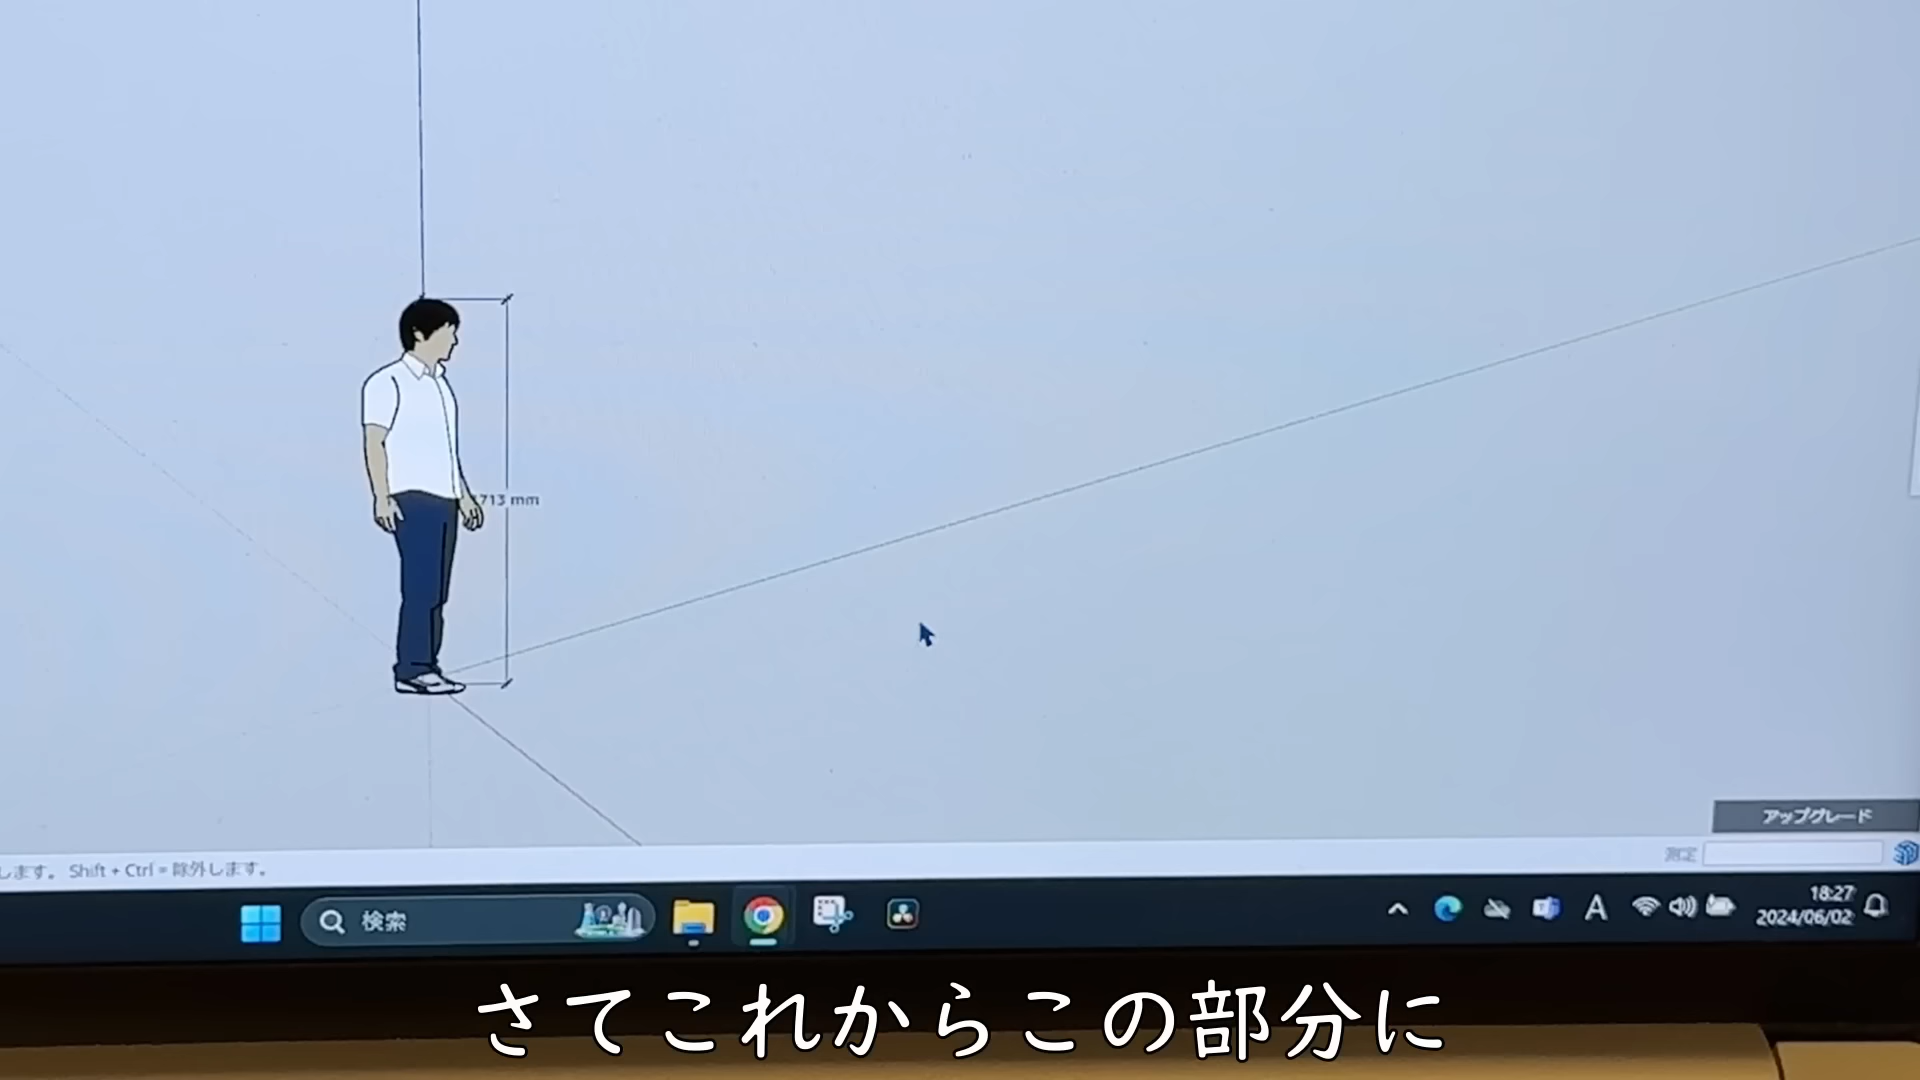 713 mm
アップグレード
します。 Shift + Ctrl = 除外します。
測定
検索
A
18:27
2024/06/02
さてこれからこの部分に